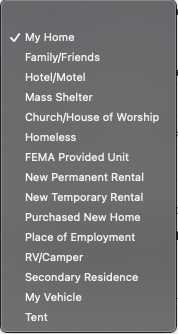 My Home
Family/Friends
Hotel/Motel
Mass Shelter
Church/House of Worship
Homeless
FEMA Provided Unit
New Permanent Rental
New Temporary Rental
Purchased New Home
Place of Employment
RV/Camper
Secondary Residence
My Vehicle
Tent